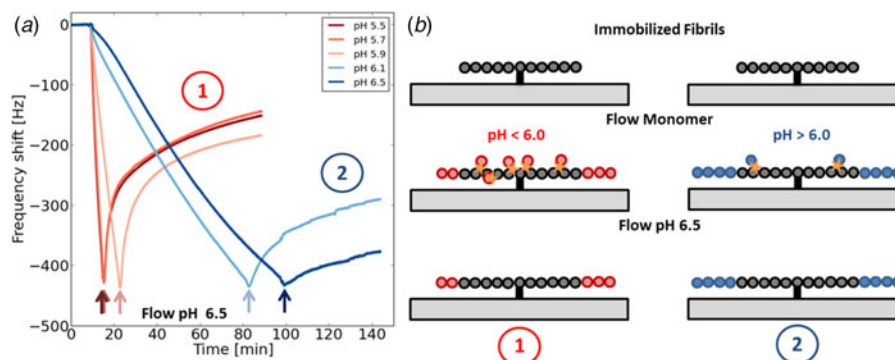 (a)
0
−100
−200
−300
−400
−500
Frequency shift [Hz]
0 20 40 60 80 100 120 140
Time [min]
pH 5.5
pH 5.7
pH 5.9
pH 6.1
pH 6.5
1
2
Flow pH 6.5
(b)
Immobilized Fibrils
Flow Monomer
pH < 6.0
pH > 6.0
Flow pH 6.5
1
2